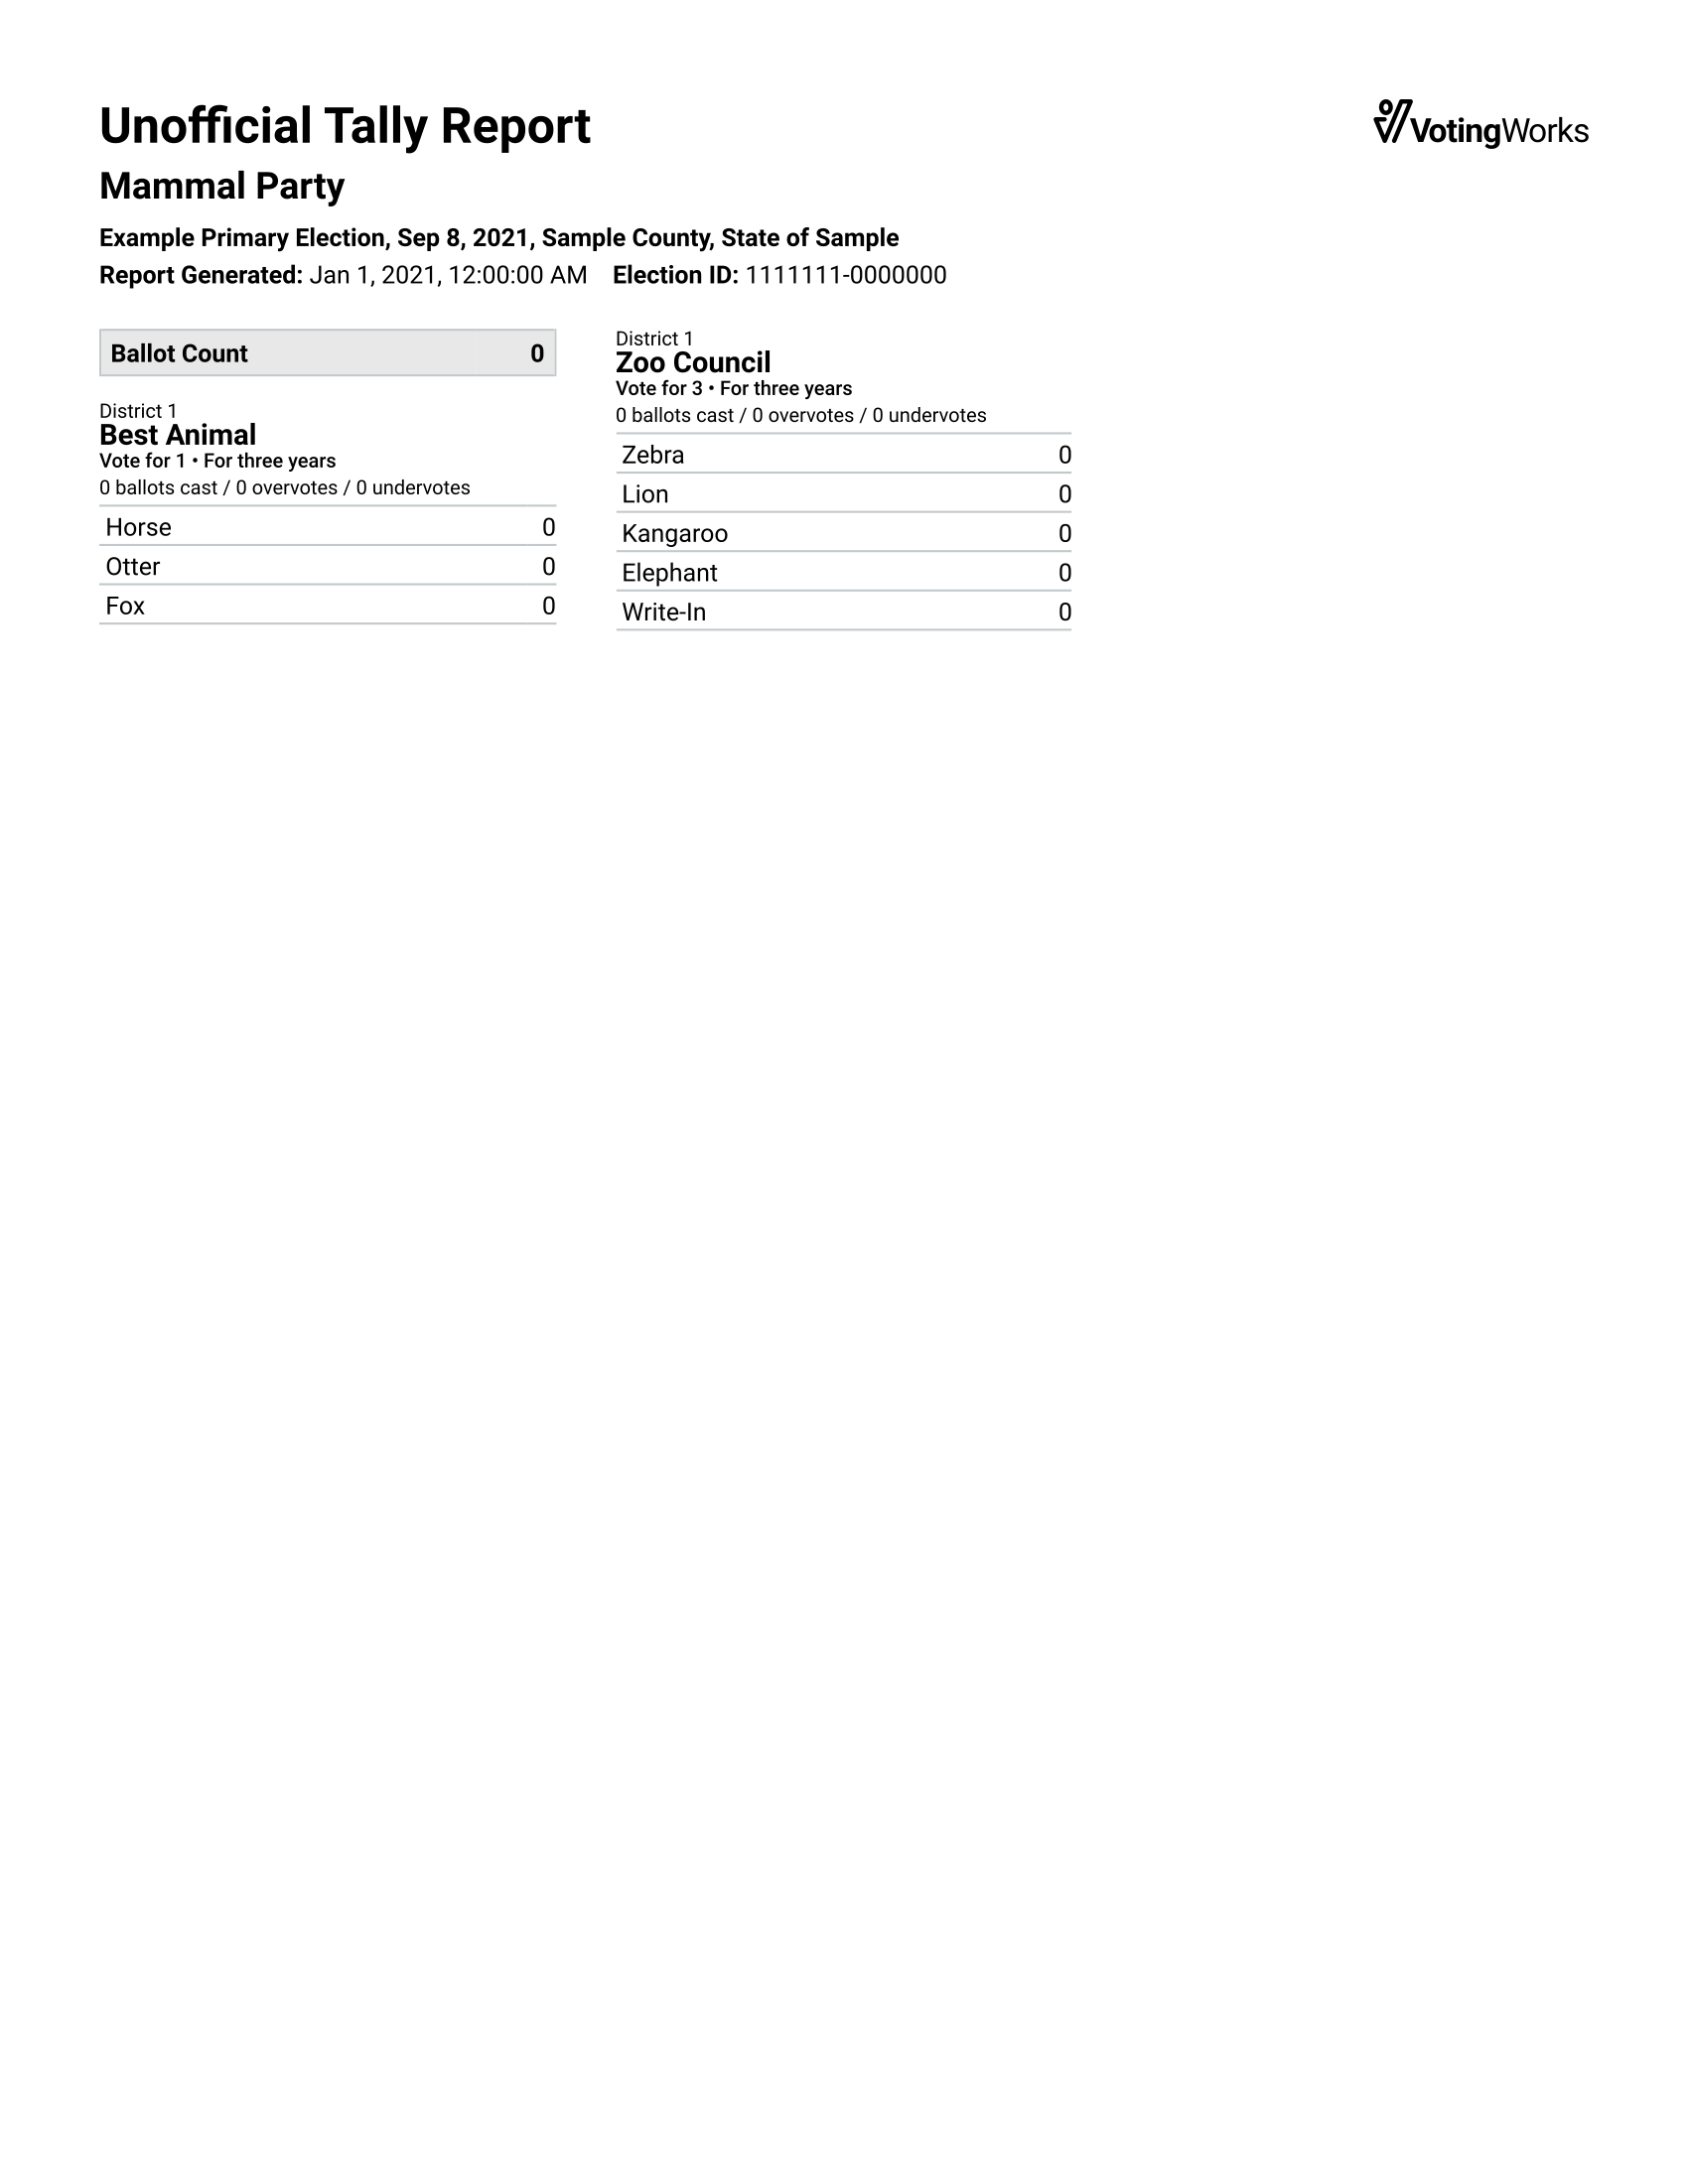 Unofficial Tally Report
VotingWorks
Mammal Party
Example Primary Election, Sep 8, 2021, Sample County, State of Sample
Report Generated: Jan 1, 2021, 12:00:00 AM Election ID: 1111111-0000000
Ballot Count 0
District 1
Best Animal
Vote for 1 • For three years
0 ballots cast / 0 overvotes / 0 undervotes
Horse 0
Otter 0
Fox 0
District 1
Zoo Council
Vote for 3 • For three years
0 ballots cast / 0 overvotes / 0 undervotes
Zebra 0
Lion 0
Kangaroo 0
Elephant 0
Write-In 0